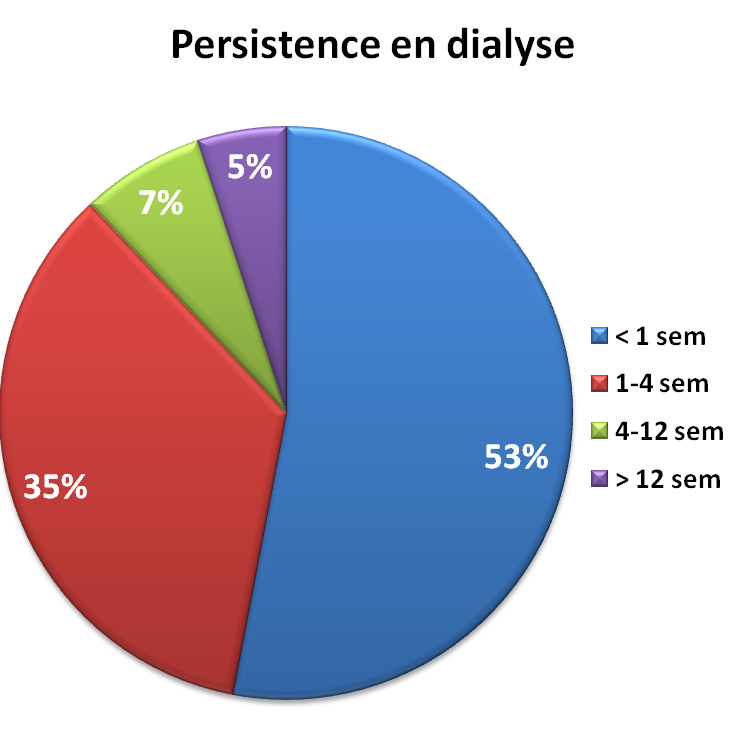 Persistence en dialyse
5%
7%
53%
35%
< 1 sem
1-4 sem
4-12 sem
> 12 sem